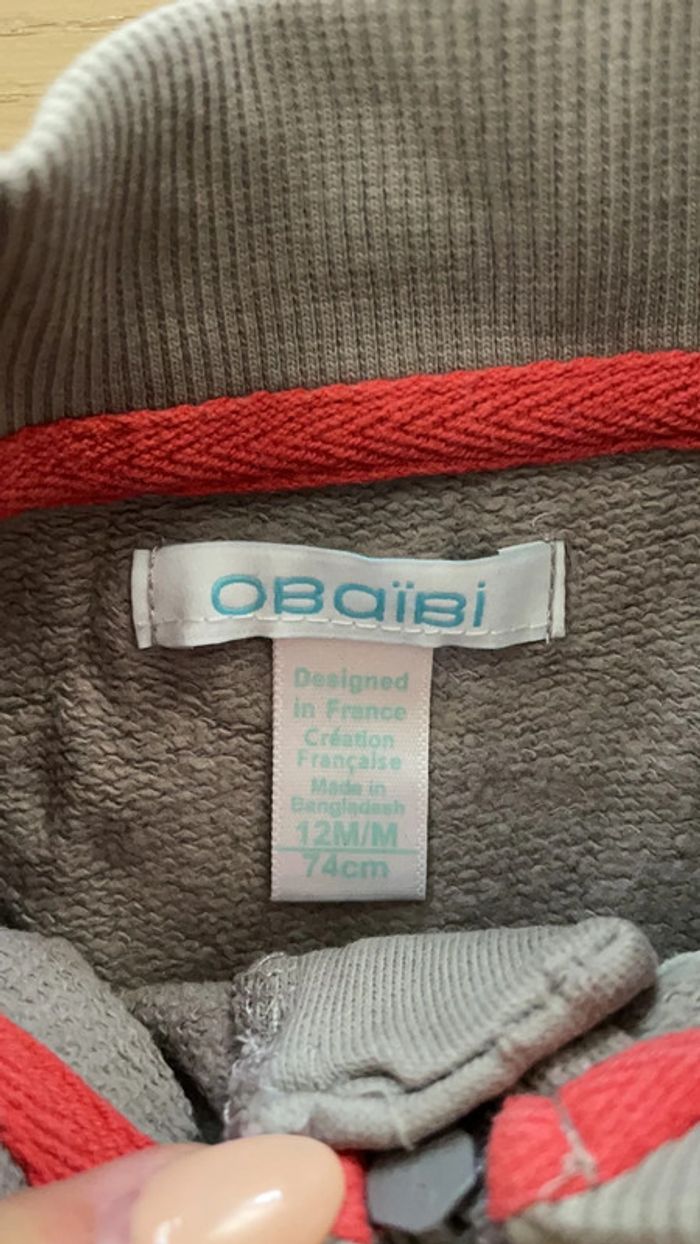 OBaïBi
Designed
in France
Création
Française
Made in
Bangladesh
12M/M
74cm